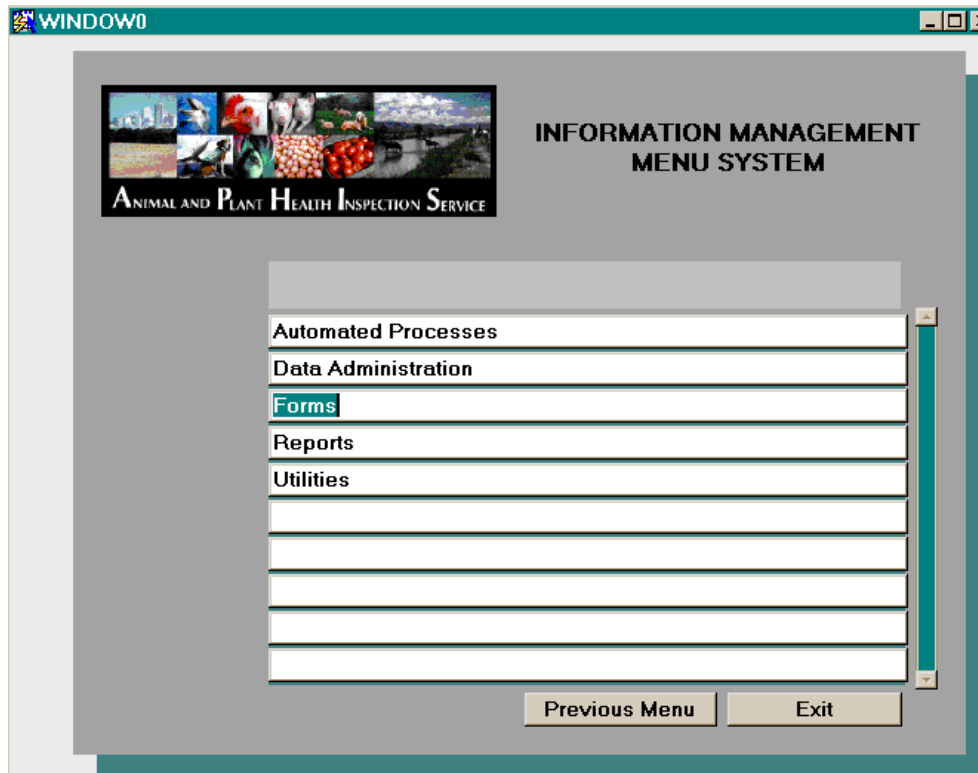 WINDOW0
ANIMAL AND PLANT HEALTH INSPECTION SERVICE
INFORMATION MANAGEMENT
MENU SYSTEM
Automated Processes
Data Administration
Forms
Reports
Utilities
Previous Menu
Exit